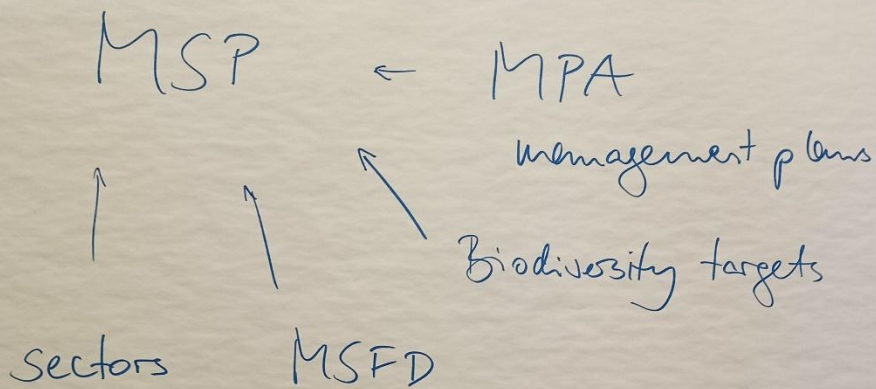 MSP ← MPA
management plans
Biodiversity targets
sectors MSFD